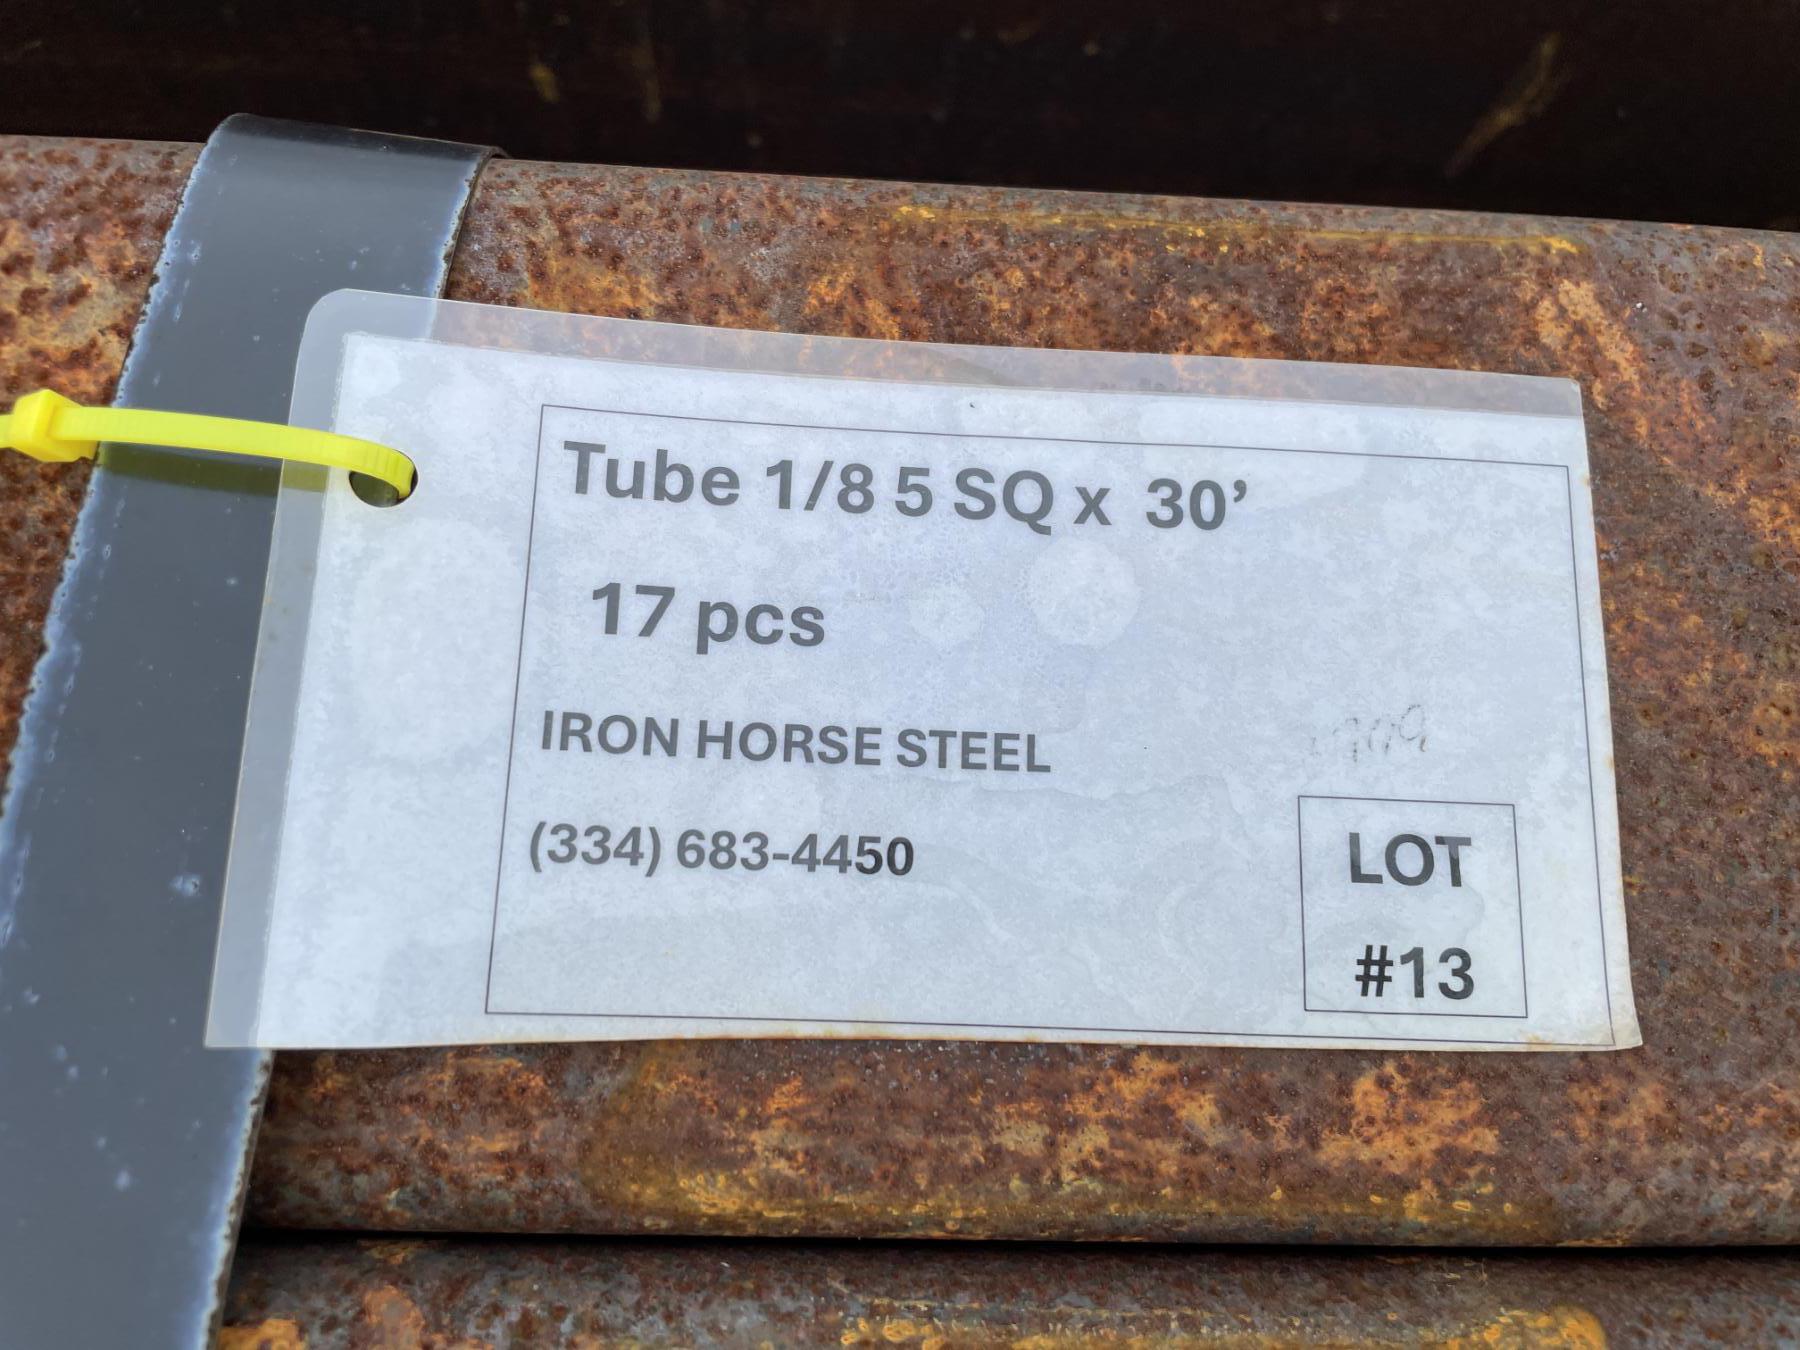 Tube 1/8 5 SQ x 30’
17 pcs
IRON HORSE STEEL
(334) 683-4450
LOT
#13